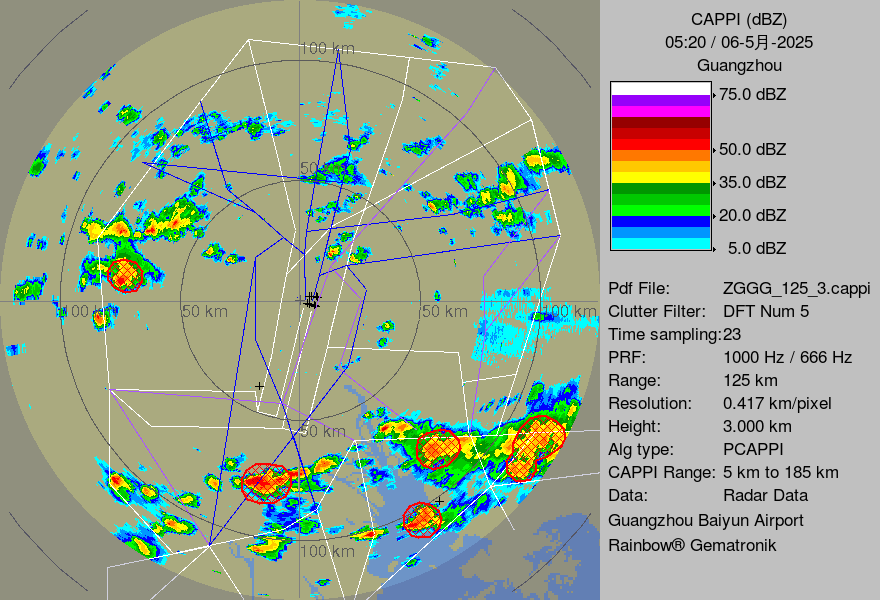 CAPPI (dBZ)
05:20 / 06-5月-2025
Guangzhou
75.0 dBZ
50.0 dBZ
35.0 dBZ
20.0 dBZ
5.0 dBZ
Pdf File: ZGGG_125_3.cappi
Clutter Filter: DFT Num 5
Time sampling:23
PRF: 1000 Hz / 666 Hz
Range: 125 km
Resolution: 0.417 km/pixel
Height: 3.000 km
Alg type: PCAPPI
CAPPI Range: 5 km to 185 km
Data: Radar Data
Guangzhou Baiyun Airport
Rainbow® Gematronik
100 km
50
100 km
50 km
50 km
100 km
50 km
100 km